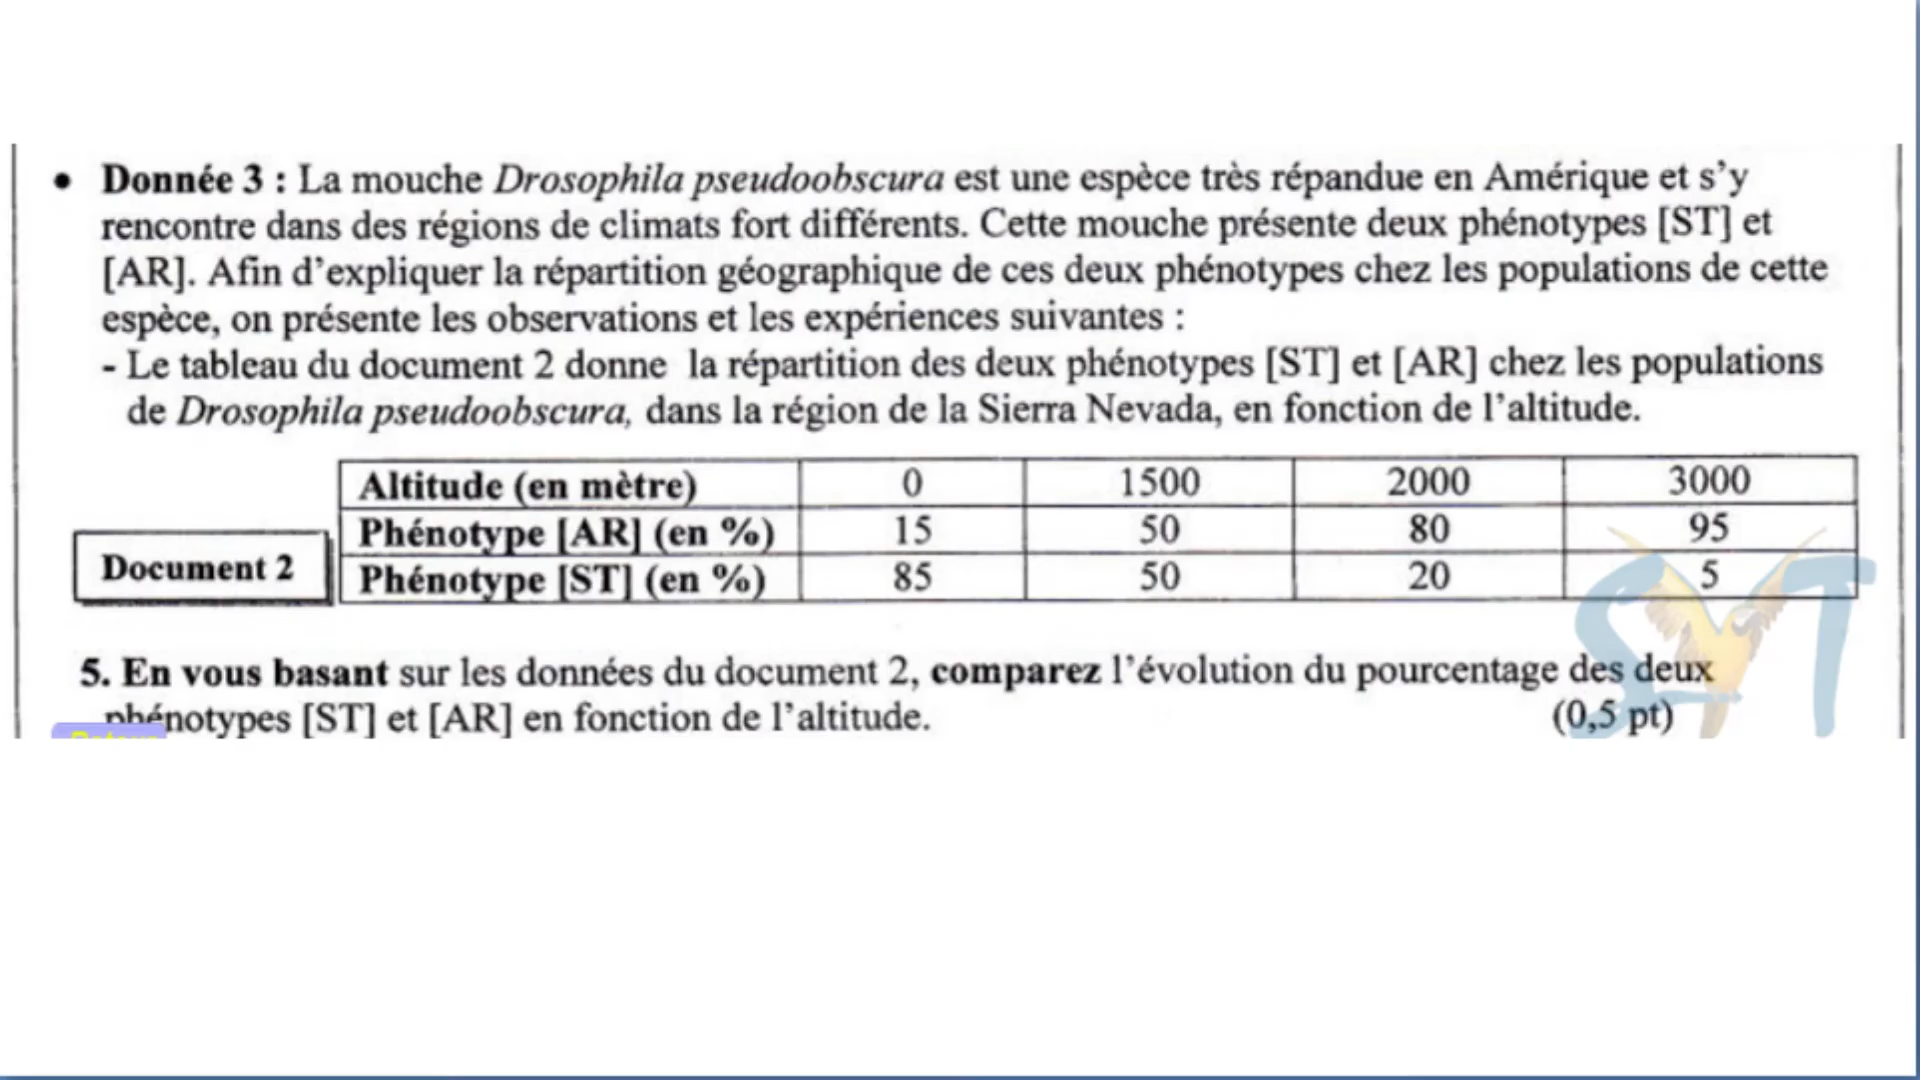 • Donnée 3 : La mouche Drosophila pseudoobscura est une espèce très répandue en Amérique et s’y
rencontre dans des régions de climats fort différents. Cette mouche présente deux phénotypes [ST] et
[AR]. Afin d’expliquer la répartition géographique de ces deux phénotypes chez les populations de cette
espèce, on présente les observations et les expériences suivantes :
- Le tableau du document 2 donne la répartition des deux phénotypes [ST] et [AR] chez les populations
de Drosophila pseudoobscura, dans la région de la Sierra Nevada, en fonction de l’altitude.
Altitude (en mètre) 0 1500 2000 3000
Phénotype [AR] (en %) 15 50 80 95
Document 2
Phénotype [ST] (en %) 85 50 20 5
SVT
5. En vous basant sur les données du document 2, comparez l’évolution du pourcentage des deux
phénotypes [ST] et [AR] en fonction de l’altitude. (0,5 pt)